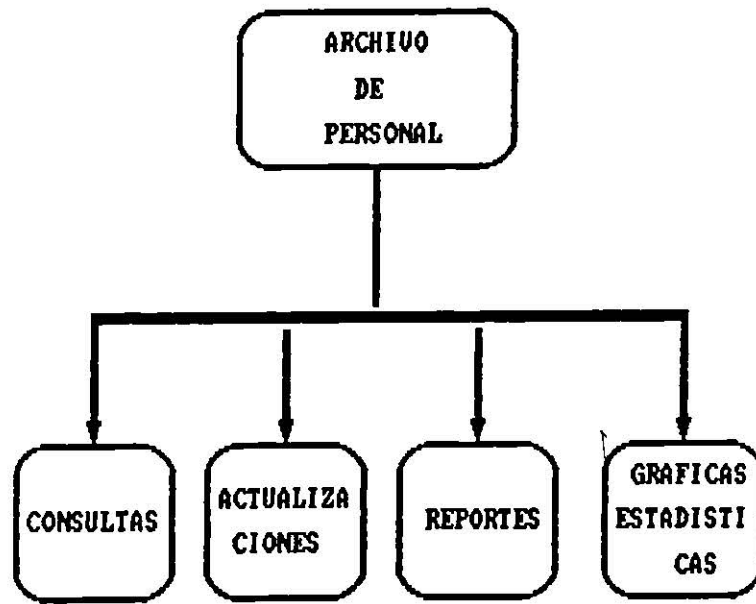 ARCHIVO
DE
PERSONAL
CONSULTAS
ACTUALIZA
CIONES
REPORTES
GRAFICAS
ESTADISTI
CAS